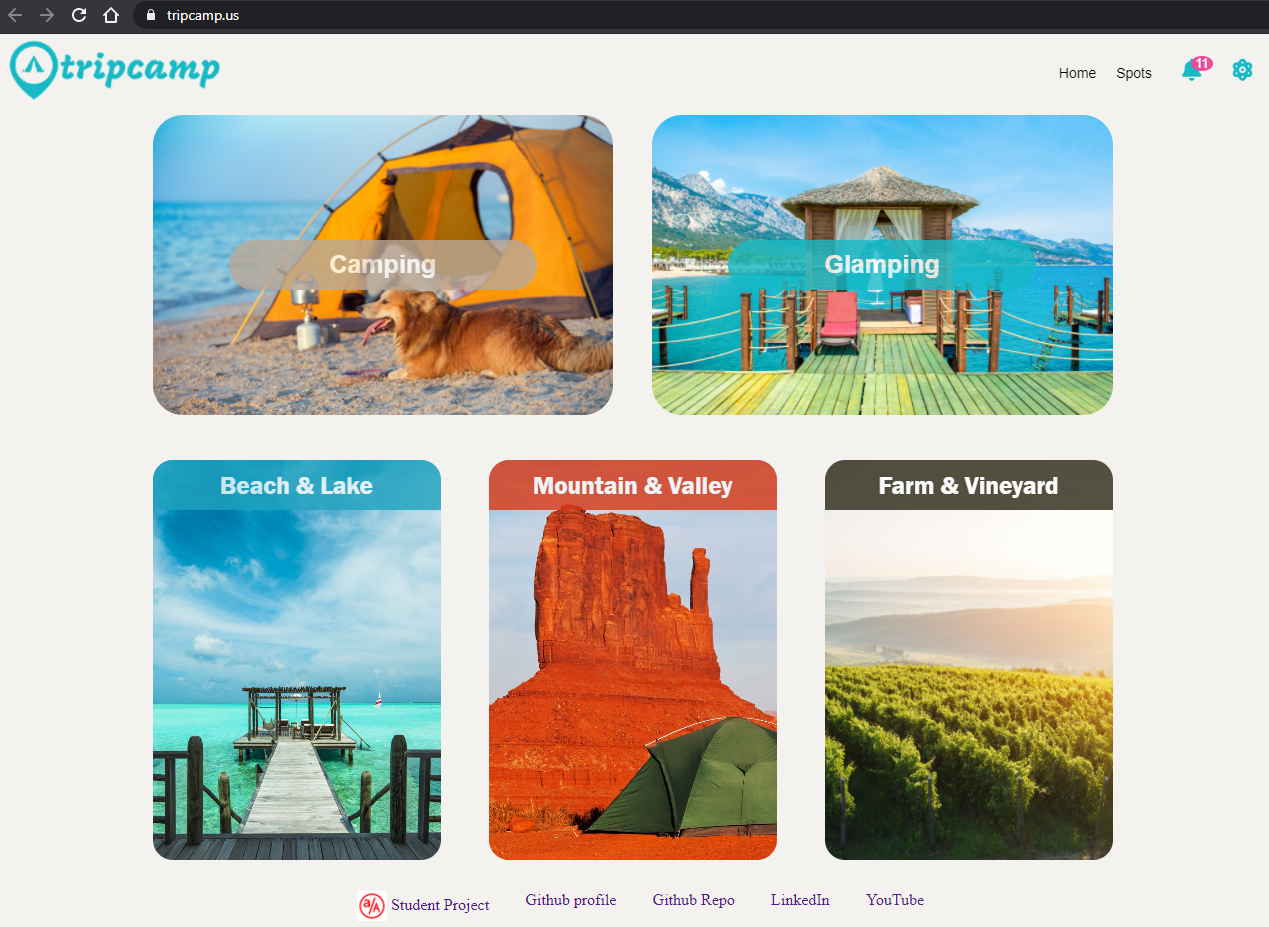 tripcamp.us
tripcamp
Home Spots 11
Camping
Glamping
Beach & Lake
Mountain & Valley
Farm & Vineyard
a/A Student Project Github profile Github Repo LinkedIn YouTube